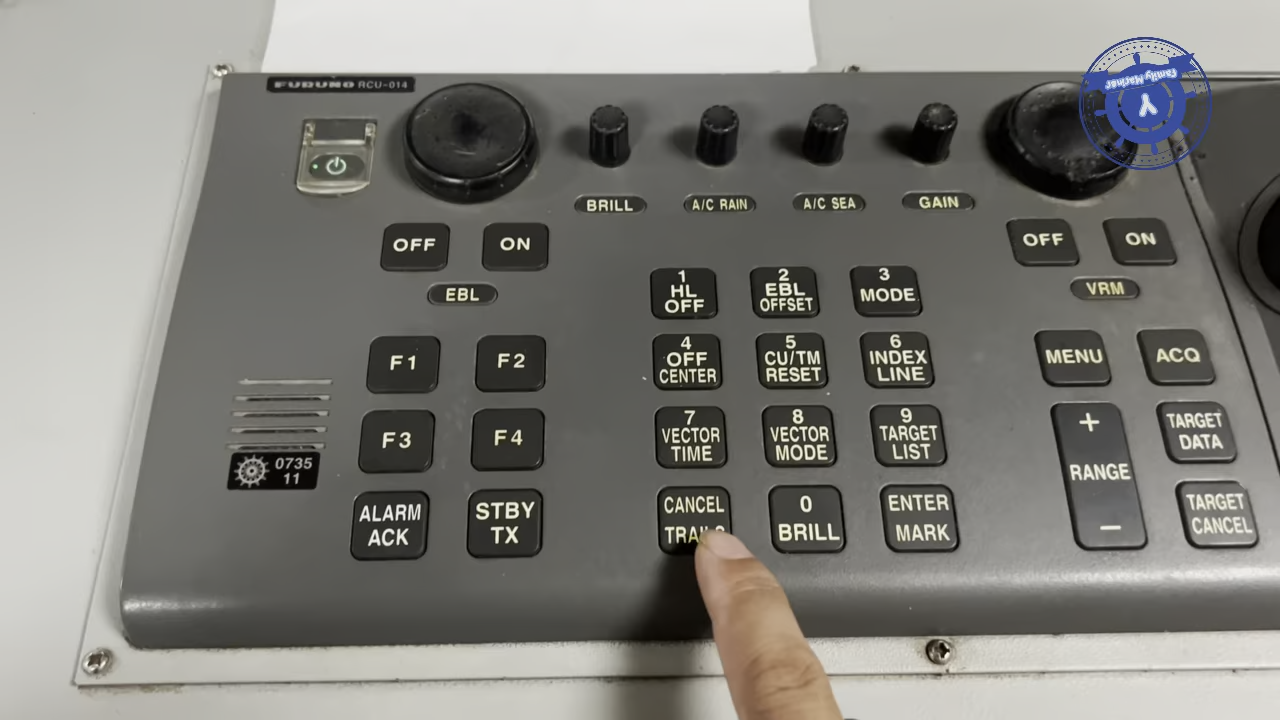 FURUNO RCU-014
Family Mariner
BRILL
A/C RAIN
A/C SEA
GAIN
OFF
ON
EBL
OFF
ON
VRM
1
HL
OFF
2
EBL
OFFSET
3
MODE
F1
F2
4
OFF
CENTER
5
CU/TM
RESET
6
INDEX
LINE
MENU
ACQ
F3
F4
7
VECTOR
TIME
8
VECTOR
MODE
9
TARGET
LIST
+
RANGE
–
TARGET
DATA
0735
11
ALARM
ACK
STBY
TX
CANCEL
TRAILS
0
BRILL
ENTER
MARK
TARGET
CANCEL